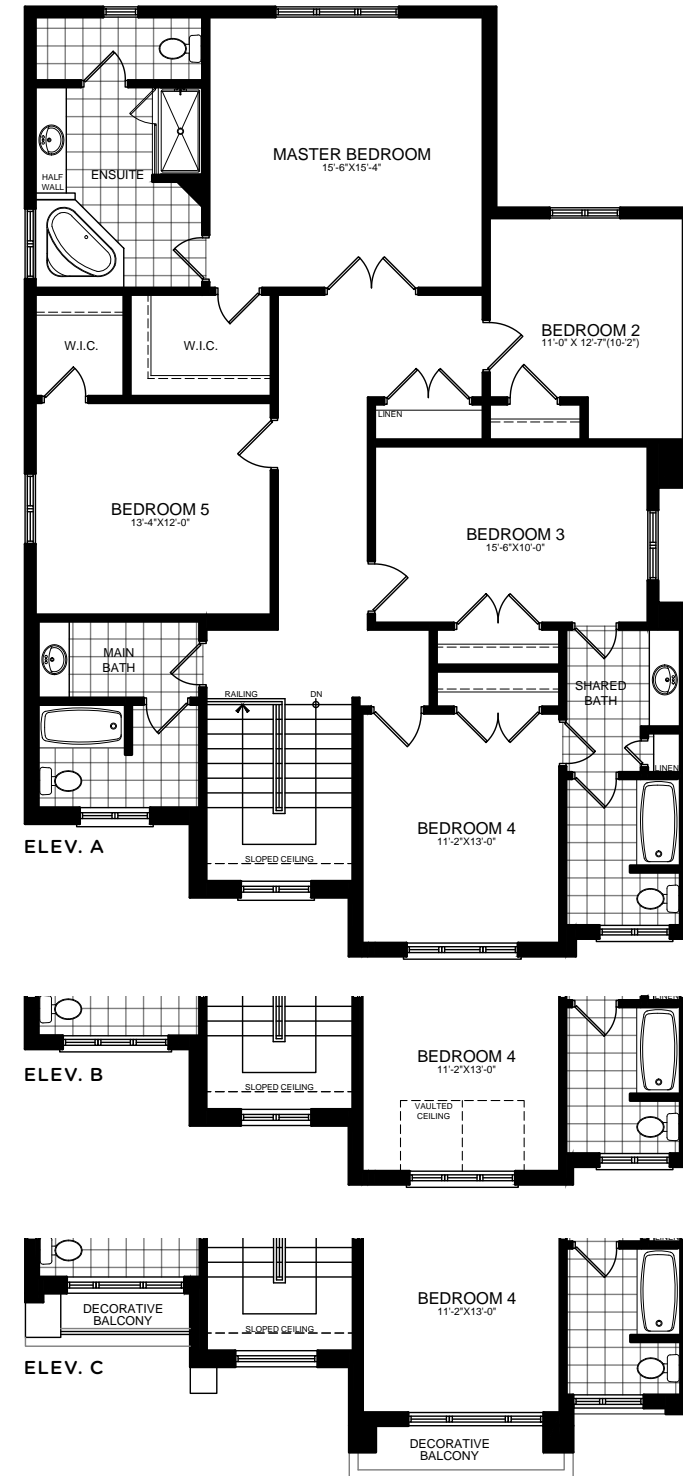 MASTER BEDROOM
15'-6"X15'-4"
ENSUITE
HALF
WALL
W.I.C.
W.I.C.
BEDROOM 2
11'-0" X 12'-7"(10-'2")
LINEN
BEDROOM 5
13'-4"X12'-0"
BEDROOM 3
15'-6"X10'-0"
MAIN
BATH
SHARED
BATH
RAILING
DN
LINEN
BEDROOM 4
11'-2"X13'-0"
SLOPED CEILING
ELEV. A
BEDROOM 4
11'-2"X13'-0"
ELEV. B
SLOPED CEILING
VAULTED
CEILING
BEDROOM 4
11'-2"X13'-0"
DECORATIVE
BALCONY
SLOPED CEILING
ELEV. C
DECORATIVE
BALCONY